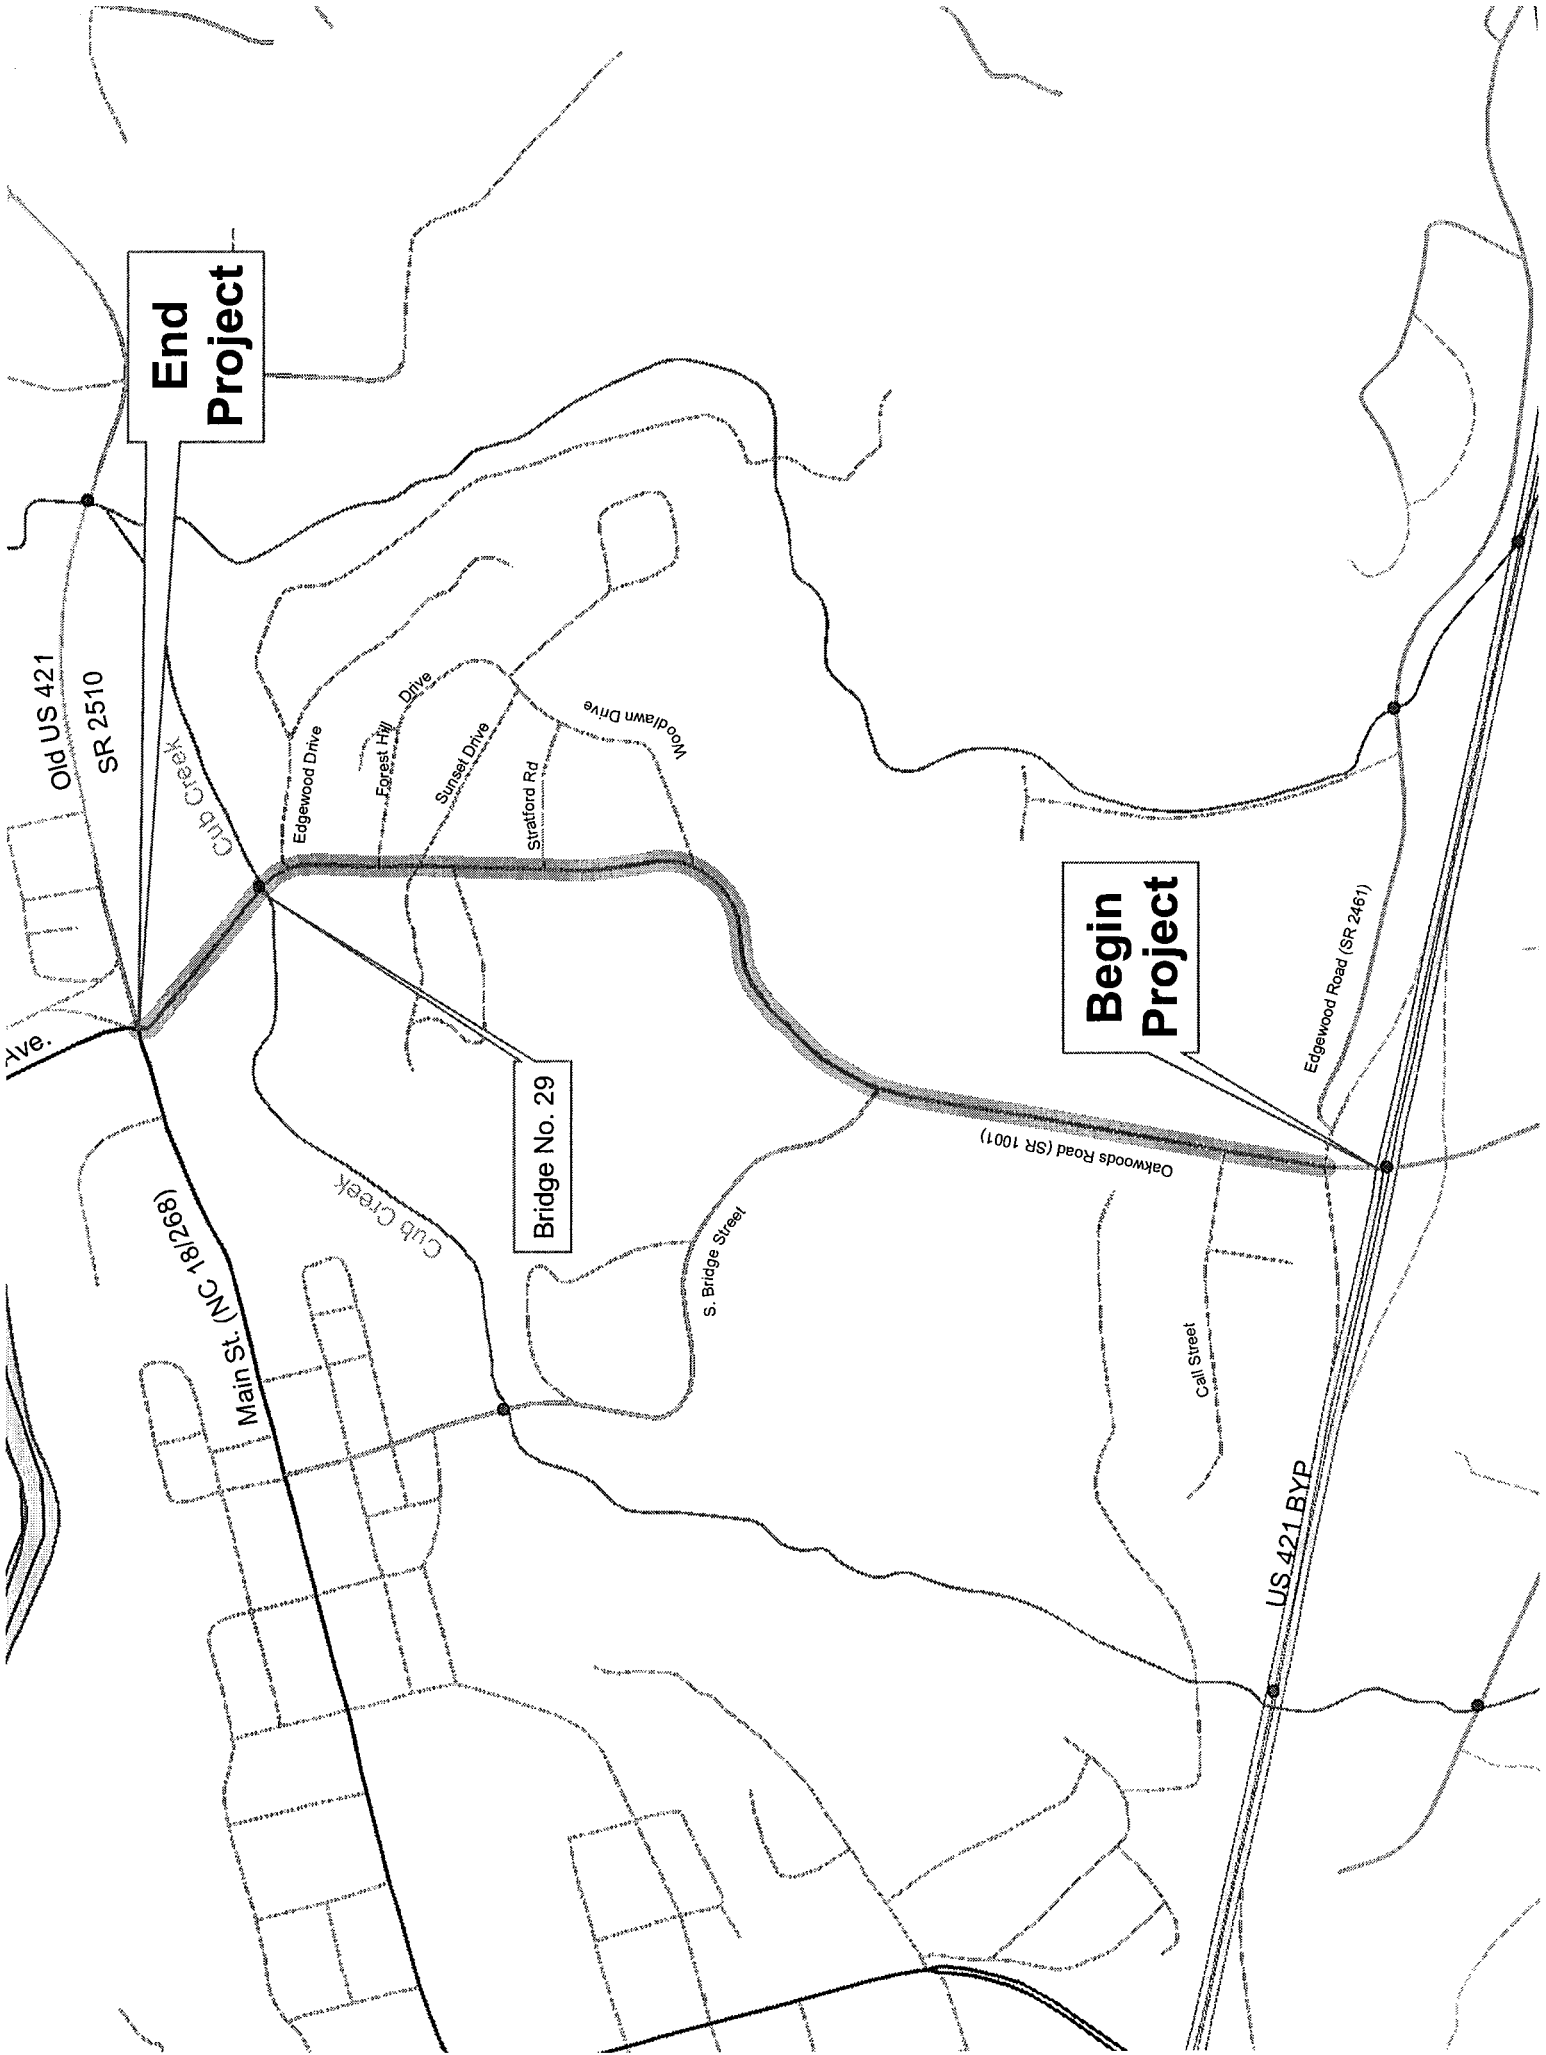 Ave.
Old US 421
SR 2510
End
Project
Cub Creek
Edgewood Drive
Forest Hill
Drive
Sunset Drive
Stratford Rd
Woodlawn Drive
Main St. (NC 18/268)
Cub Creek
Bridge No. 29
S. Bridge Street
Oakwoods Road (SR 1001)
Begin
Project
Edgewood Road (SR 2461)
Call Street
US 421 BYP